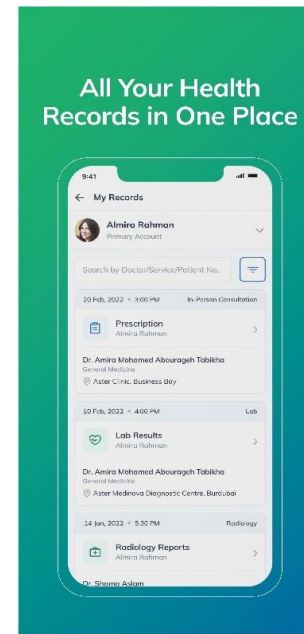 All Your Health
Records in One Place
9:41
← My Records
Almira Rahman
Primary Account
Search by Doctor/Service/Patient No..
20 Feb, 2022 • 3:00 PM In-Person Consultation
Prescription
Almira Rahman
Dr. Amira Mohamed Abourageh Tabikha
General Medicine
Aster Clinic, Business Bay
10 Feb, 2022 • 4:00 PM Lab
Lab Results
Almira Rahman
Dr. Amira Mohamed Abourageh Tabikha
General Medicine
Aster Medinova Diagnostic Centre, Burdubai
14 Jan, 2022 • 5:30 PM Radiology
Radiology Reports
Almira Rahman
Dr. Shoma Aslam